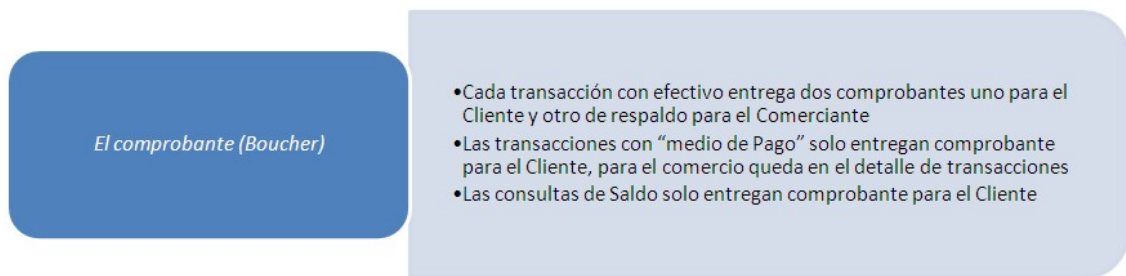 El comprobante (Boucher)
•Cada transacción con efectivo entrega dos comprobantes uno para el
Cliente y otro de respaldo para el Comerciante
•Las transacciones con “medio de Pago” solo entregan comprobante
para el Cliente, para el comercio queda en el detalle de transacciones
•Las consultas de Saldo solo entregan comprobante para el Cliente